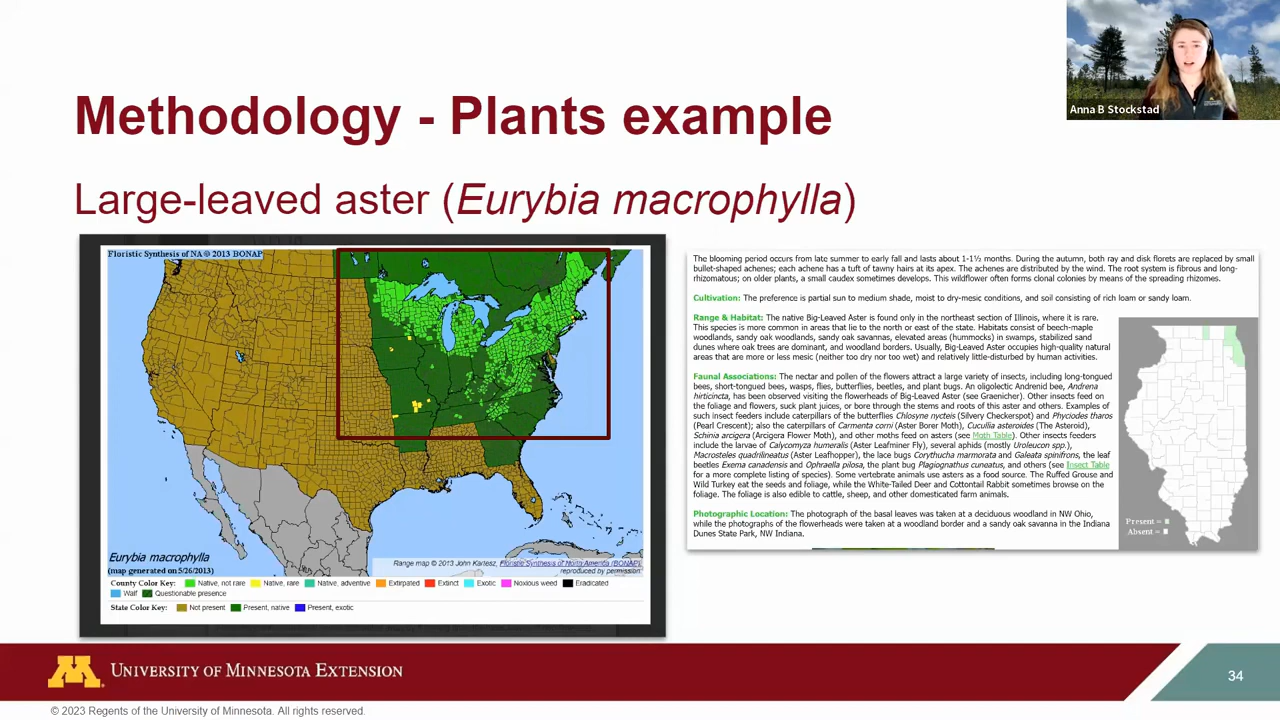 Anna B Stockstad
Methodology - Plants example
Large-leaved aster (Eurybia macrophylla)
Floristic Synthesis of NA © 2013 BONAP
Eurybia macrophylla
(map generated on 5/26/2013)
Range map © 2013 John Kartesz, Floristic Synthesis of North America (BONAP),
reproduced by permission.
County Color Key: Native, not rare Native, rare Native, adventive Extirpated Extinct Exotic Noxious weed Eradicated
Waif Questionable presence
State Color Key: Not present Present, native Present, exotic
The blooming period occurs from late summer to early fall and lasts about 1-1½ months. During the autumn, both ray and disk florets are replaced by small
bullet-shaped achenes; each achene has a tuft of tawny hairs at its apex. The achenes are distributed by the wind. The root system is fibrous and long-
rhizomatous; on older plants, a small caudex sometimes develops. This wildflower often forms clonal colonies by means of the spreading rhizomes.
Cultivation: The preference is partial sun to medium shade, moist to dry-mesic conditions, and soil consisting of rich loam or sandy loam.
Range & Habitat: The native Big-Leaved Aster is found only in the northeast section of Illinois, where it is rare.
This species is more common in areas that lie to the north or east of the state. Habitats consist of beech-maple
woodlands, sandy oak woodlands, sandy oak savannas, elevated areas (hummocks) in swamps, stabilized sand
dunes where oak trees are dominant, and woodland borders. Usually, Big-Leaved Aster occupies high-quality natural
areas that are more or less mesic (neither too dry nor too wet) and relatively little-disturbed by human activities.
Faunal Associations: The nectar and pollen of the flowers attract a large variety of insects, including long-tongued
bees, short-tongued bees, wasps, flies, butterflies, beetles, and plant bugs. An oligolectic Andrenid bee, Andrena
hirticincta, has been observed visiting the flowerheads of Big-Leaved Aster (see Graenicher). Other insects feed on
the foliage and flowers, suck plant juices, or bore through the stems and roots of this aster and others. Examples of
such insect feeders include caterpillars of the butterflies Chlosyne nycteis (Silvery Checkerspot) and Phyciodes tharos
(Pearl Crescent); also the caterpillars of Carmenta corni (Aster Borer Moth), Cucullia asteroides (The Asteroid),
Schinia arcigera (Arcigera Flower Moth), and other moths feed on asters (see Moth Table). Other insects feeders
include the larvae of Calycomyza humeralis (Aster Leafminer Fly), several aphids (mostly Uroleucon spp.),
Macrosteles quadrilineatus (Aster Leafhopper), the lace bugs Corythucha marmorata and Galeata spinifrons, the leaf
beetles Exema canadensis and Ophraella pilosa, the plant bug Plagiognathus cuneatus, and others (see Insect Table
for a more complete listing of species). Some vertebrate animals use asters as a food source. The Ruffed Grouse and
Wild Turkey eat the seeds and foliage, while the White-Tailed Deer and Cottontail Rabbit sometimes browse on the
foliage. The foliage is also edible to cattle, sheep, and other domesticated farm animals.
Photographic Location: The photograph of the basal leaves was taken at a deciduous woodland in NW Ohio,
while the photographs of the flowerheads were taken at a woodland border and a sandy oak savanna in the Indiana
Dunes State Park, NW Indiana.
Present =
Absent =
M
UNIVERSITY OF MINNESOTA EXTENSION
34
© 2023 Regents of the University of Minnesota. All rights reserved.